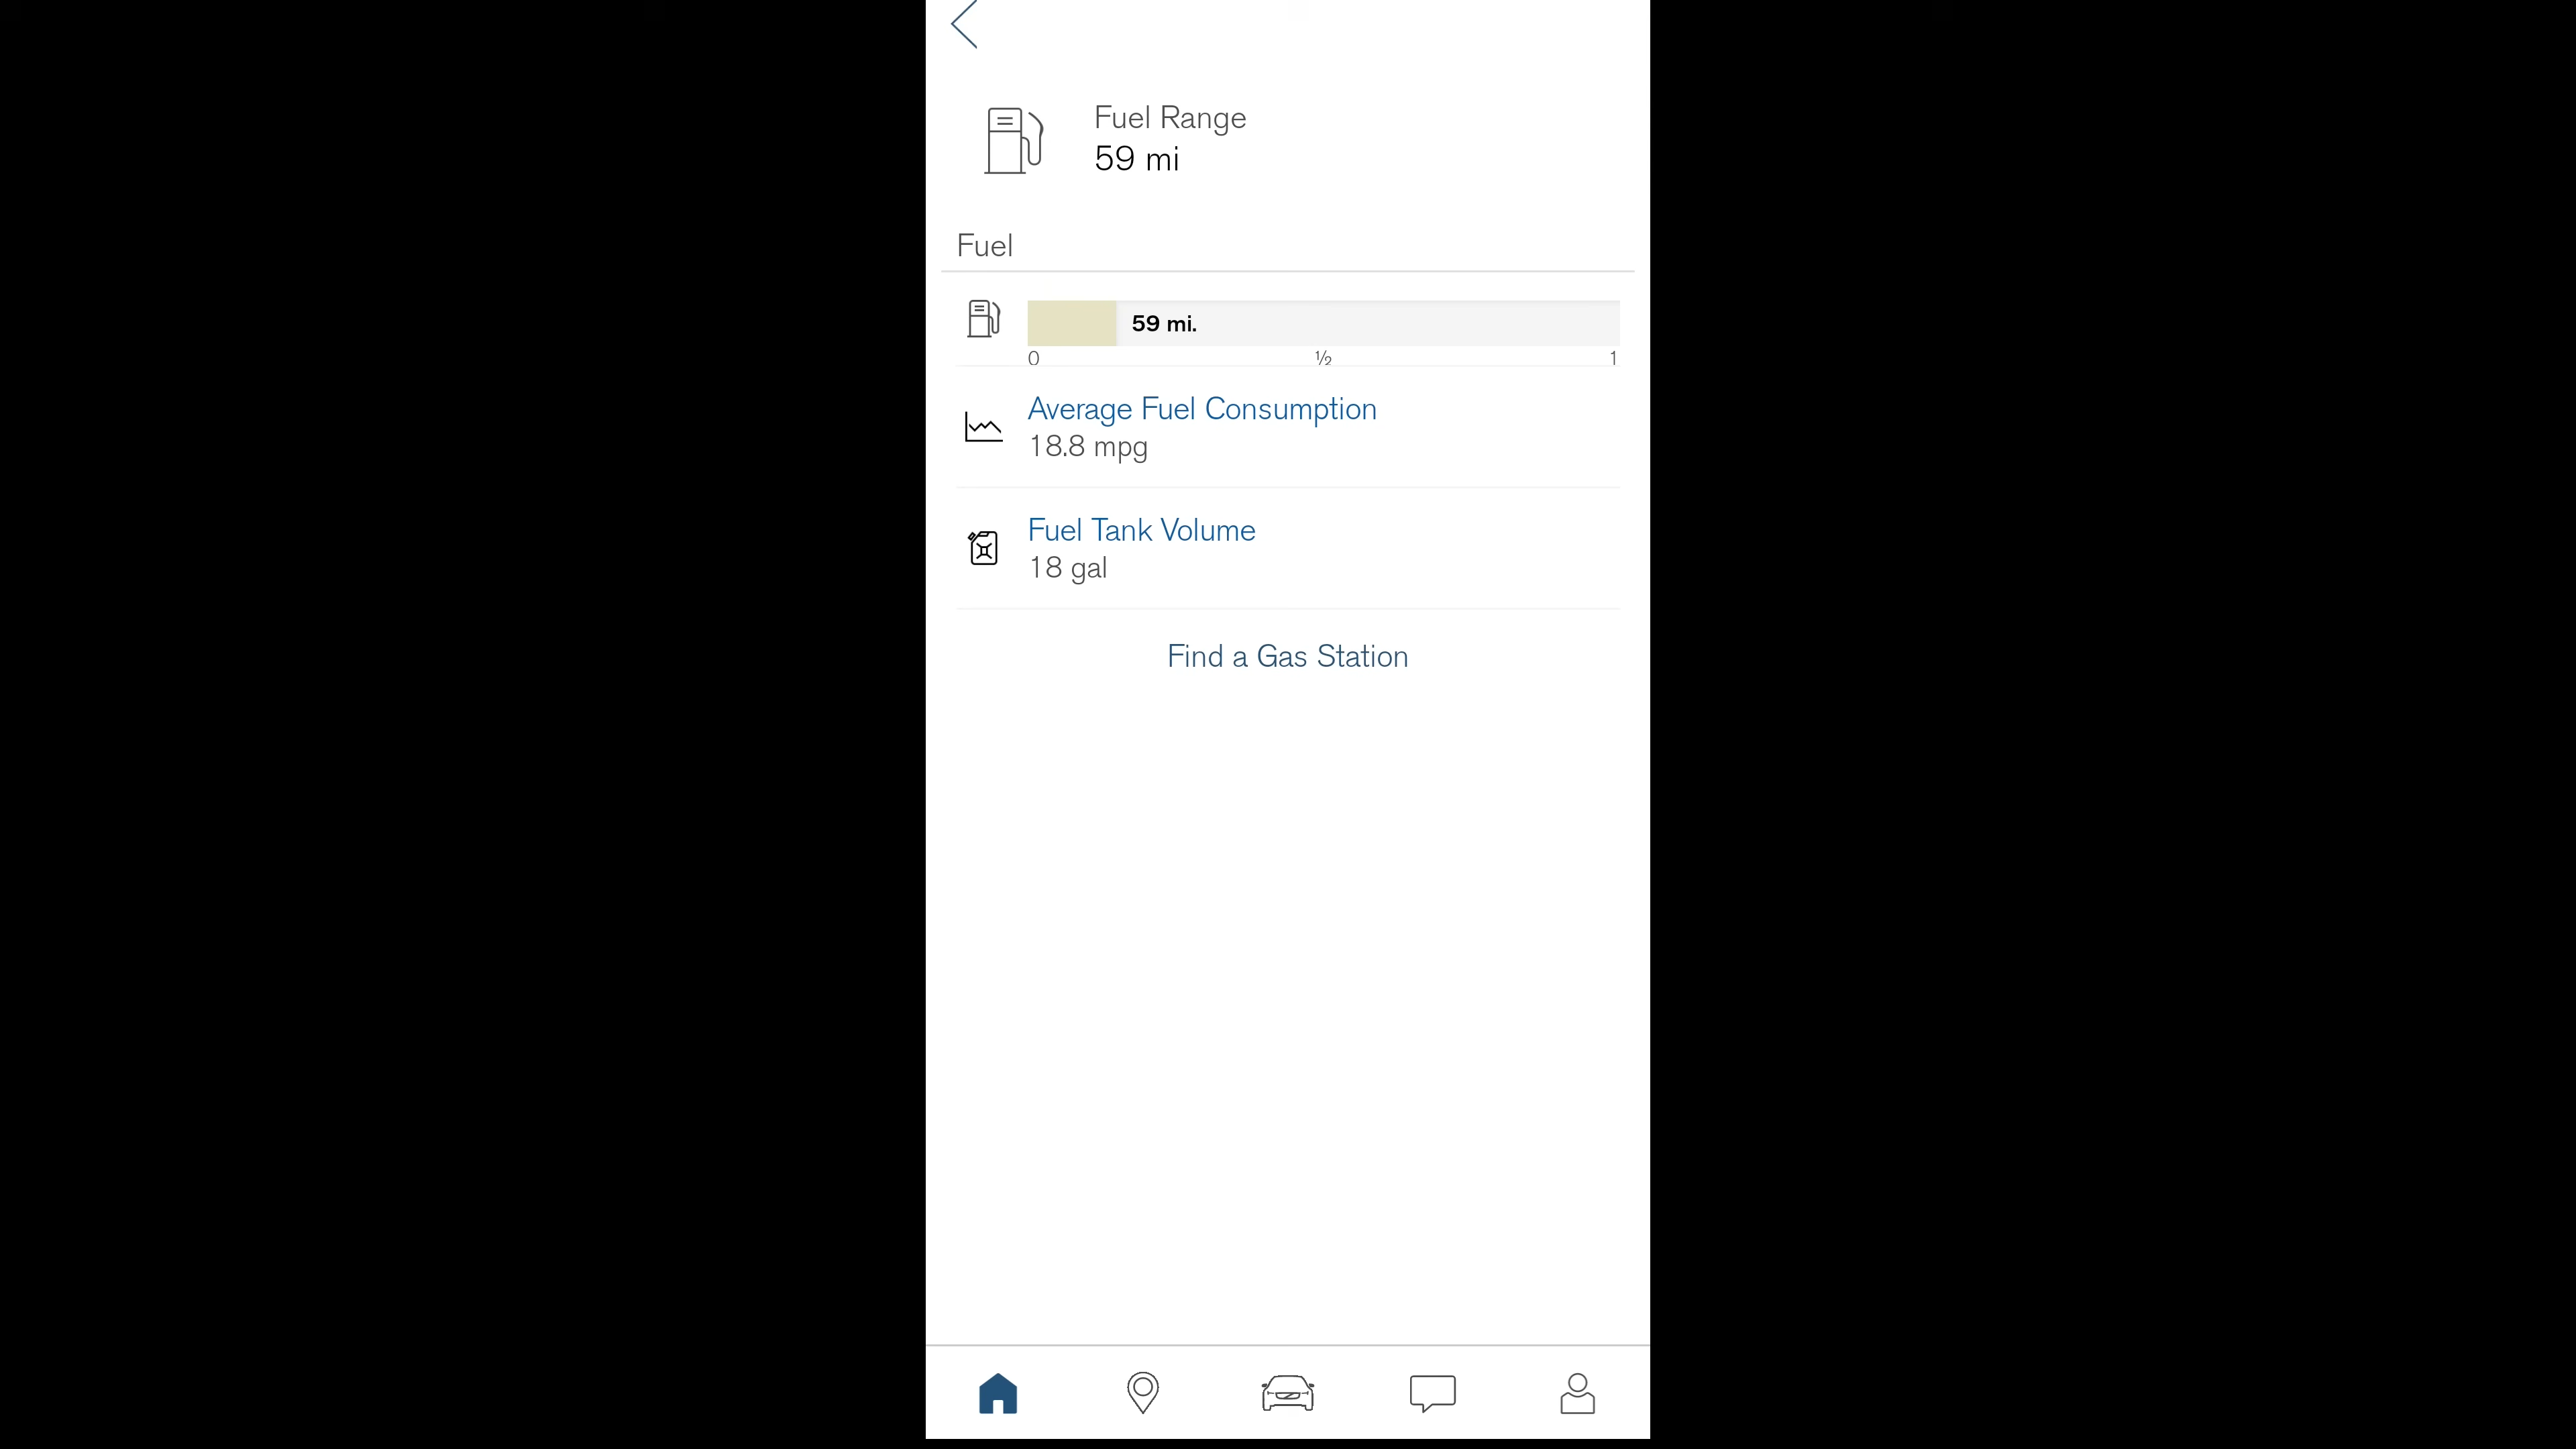 Fuel Range
59 mi
Fuel
59 mi.
0 ½ 1
Average Fuel Consumption
18.8 mpg
Fuel Tank Volume
18 gal
Find a Gas Station